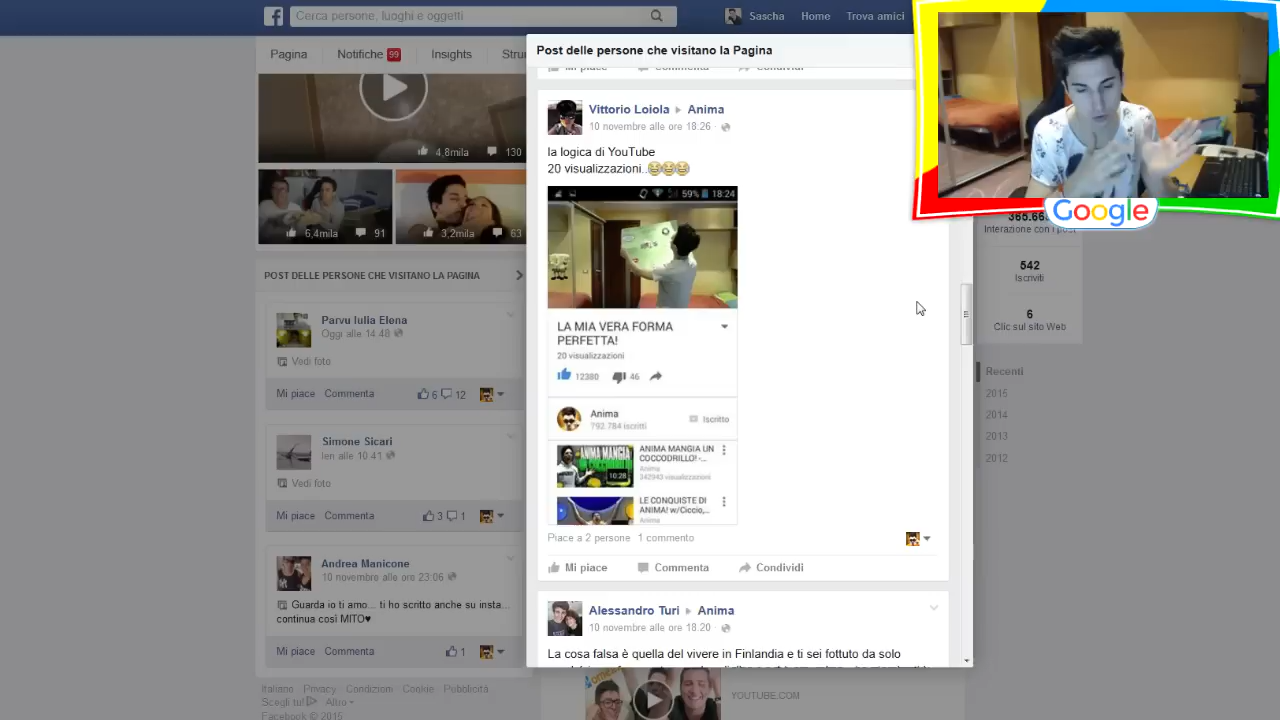 Cerca persone, luoghi e oggetti
Sascha Home Trova amici
Pagina Notifiche 99 Insights
4,8mila 130
6,4mila 91
3,2mila 63
POST DELLE PERSONE CHE VISITANO LA PAGINA
Parvu Iulia Elena
Oggi alle 14.48
Vedi foto
Mi piace Commenta 6 12
Simone Sicari
Ieri alle 10.41
Vedi foto
Mi piace Commenta 3 1
Andrea Manicone
10 novembre alle ore 23:06
Guarda io ti amo... ti ho scritto anche su insta...
continua così MITO♥
Mi piace Commenta 1
Italiano Privacy Condizioni Cookie Pubblicità
Scegli tu! Altro
Facebook © 2015
Post delle persone che visitano la Pagina
Mi piace Commenta Condividi
Vittorio Loiola Anima
10 novembre alle ore 18:26
la logica di YouTube
20 visualizzazioni..😂😂😂
59% 18:24
LA MIA VERA FORMA
PERFETTA!
20 visualizzazioni
12380 46
Anima
792.784 iscritti
Iscritto
ANIMA MANGIA
10:28
ANIMA MANGIA UN
COCCODRILLO! -...
Anima
342943 visualizzazioni
LE CONQUISTE DI
ANIMA! w/Ciccio,...
Anima
Piace a 2 persone 1 commento
Mi piace Commenta Condividi
Alessandro Turi Anima
10 novembre alle ore 18.20
La cosa falsa è quella del vivere in Finlandia e ti sei fottuto da solo
YOUTUBE.COM
Google
Interazione con i post
542
Iscriviti
6
Clic sul sito Web
Recenti
2015
2014
2013
2012